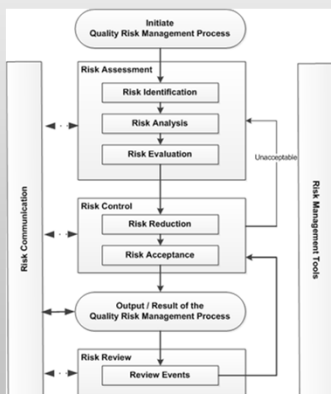 Initiate
Quality Risk Management Process
Risk Assessment
Risk Identification
Risk Analysis
Risk Evaluation
Unacceptable
Risk Communication
Risk Management Tools
Risk Control
Risk Reduction
Risk Acceptance
Output / Result of the
Quality Risk Management Process
Risk Review
Review Events